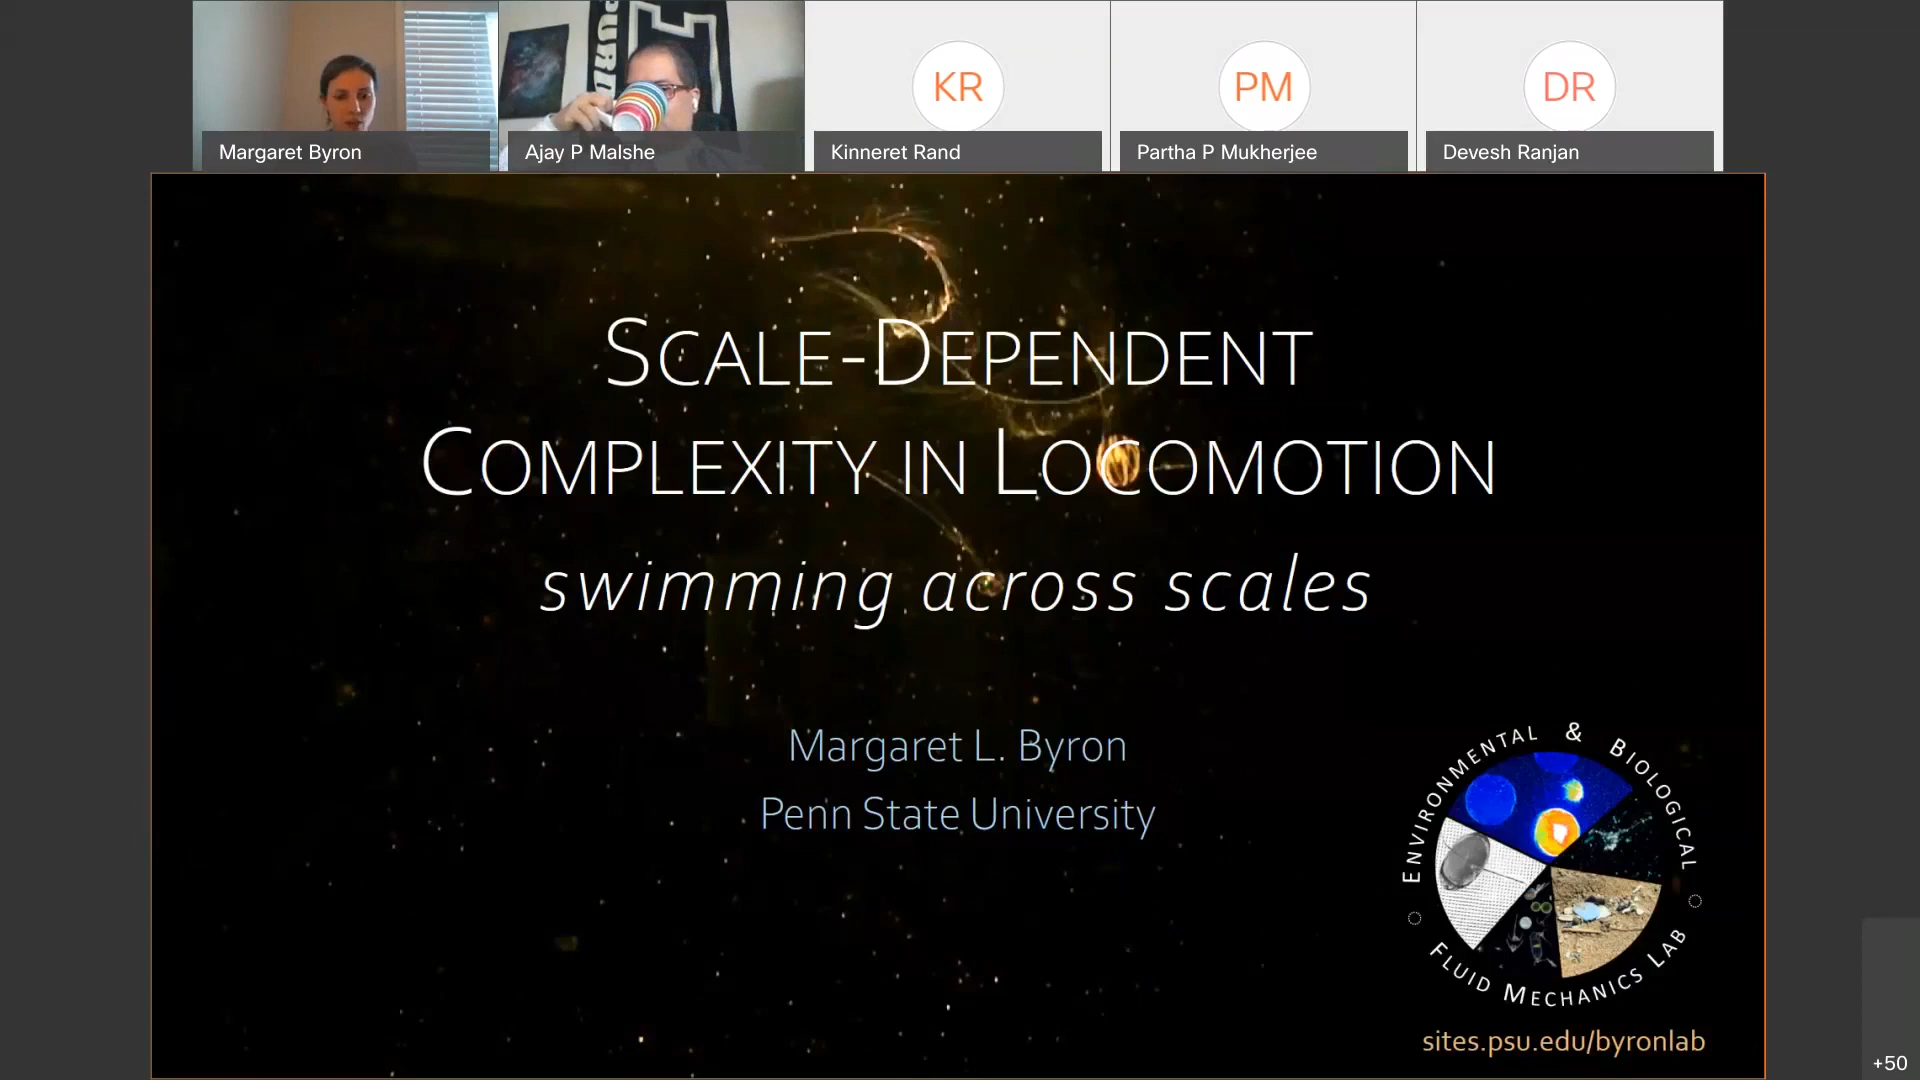 KR
PM
DR
Margaret Byron
Ajay P Malshe
Kinneret Rand
Partha P Mukherjee
Devesh Ranjan
SCALE-DEPENDENT
COMPLEXITY IN LOCOMOTION
swimming across scales
Margaret L. Byron
Penn State University
ENVIRONMENTAL & BIOLOGICAL
FLUID MECHANICS LAB
sites.psu.edu/byronlab
+50